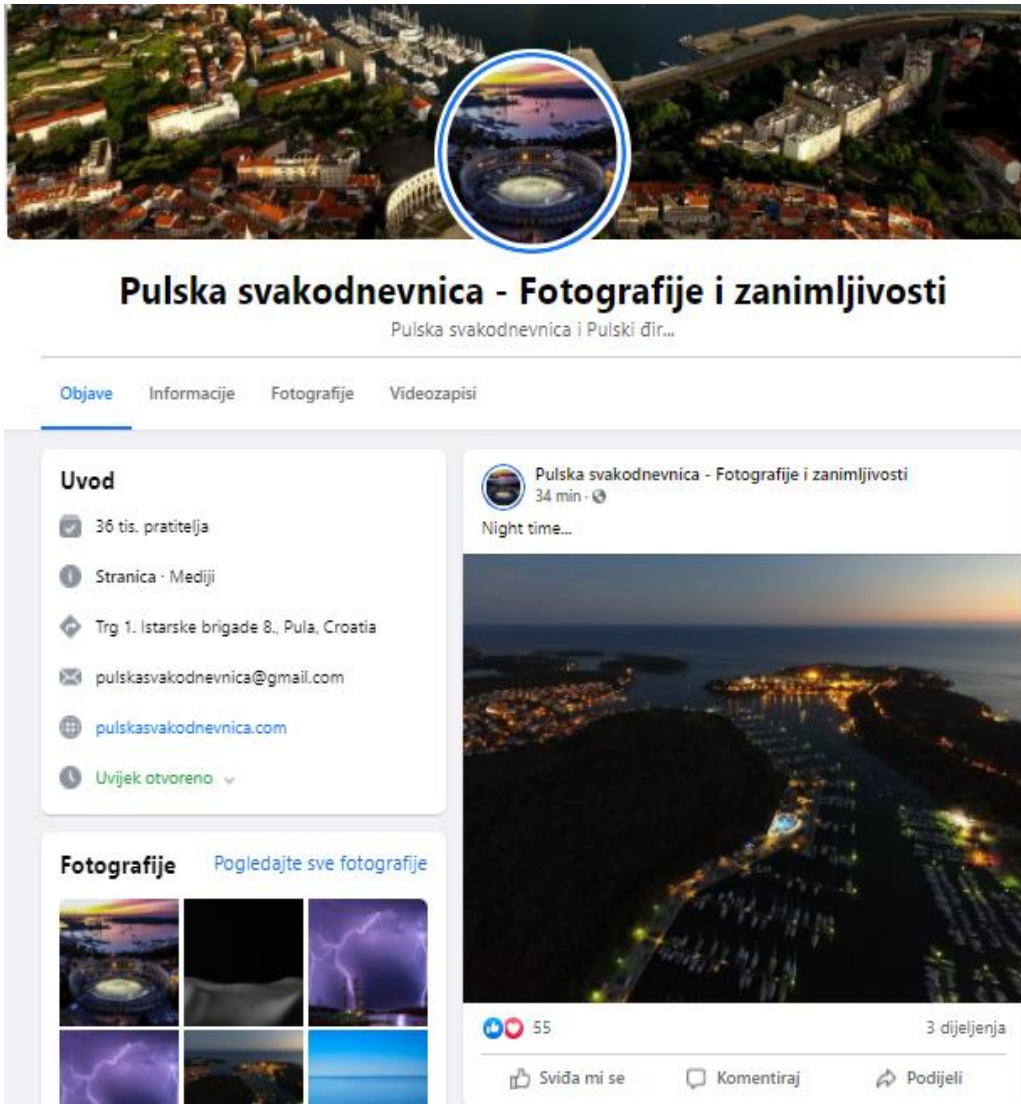 Pulska svakodnevnica - Fotografije i zanimljivosti
Pulska svakodnevnica i Pulski đir...
Objave
Informacije
Fotografije
Videozapisi
Uvod
36 tis. pratitelja
Stranica · Mediji
Trg 1. Istarske brigade 8., Pula, Croatia
pulskasvakodnevnica@gmail.com
pulskasvakodnevnica.com
Uvijek otvoreno
Fotografije
Pogledajte sve fotografije
Pulska svakodnevnica - Fotografije i zanimljivosti
34 min ·
Night time...
55
3 dijeljenja
Sviđa mi se
Komentiraj
Podijeli